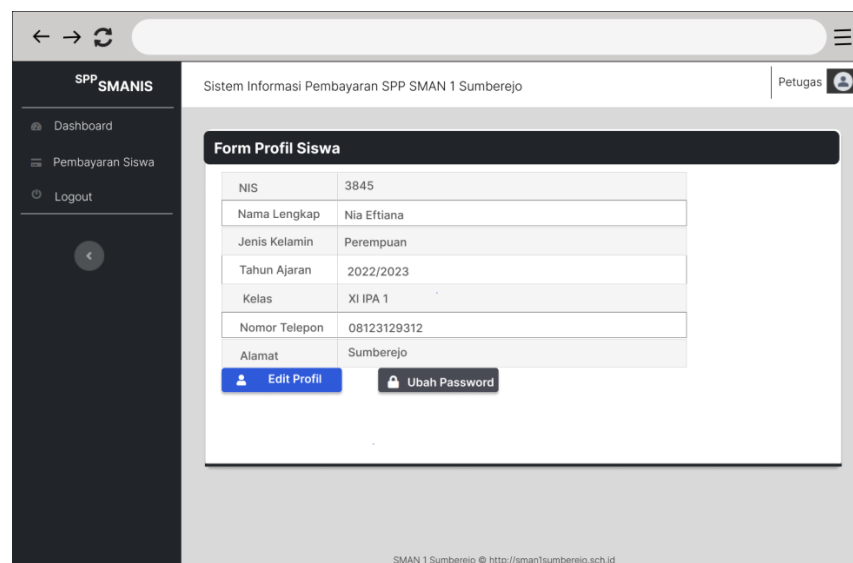 SPP SMANIS
Sistem Informasi Pembayaran SPP SMAN 1 Sumberejo
Petugas
Dashboard
Pembayaran Siswa
Logout
Form Profil Siswa
NIS 3845
Nama Lengkap Nia Eftiana
Jenis Kelamin Perempuan
Tahun Ajaran 2022/2023
Kelas XI IPA 1
Nomor Telepon 08123129312
Alamat Sumberejo
Edit Profil
Ubah Password
SMAN 1 Sumberejo © http://sman1sumberejo.sch.id